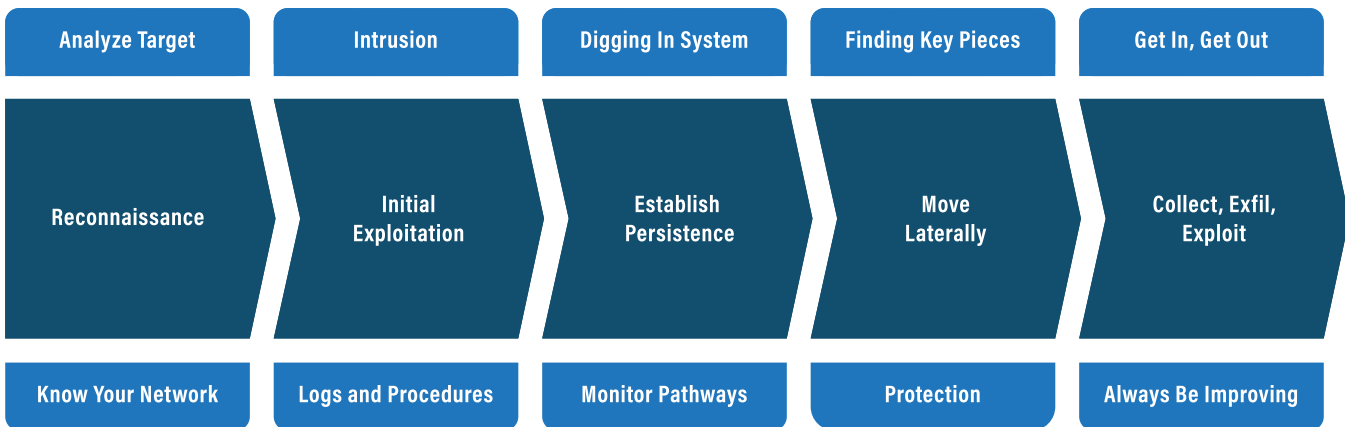 Analyze Target
Intrusion
Digging In System
Finding Key Pieces
Get In, Get Out
Reconnaissance
Initial
Exploitation
Establish
Persistence
Move
Laterally
Collect, Exfil,
Exploit
Know Your Network
Logs and Procedures
Monitor Pathways
Protection
Always Be Improving